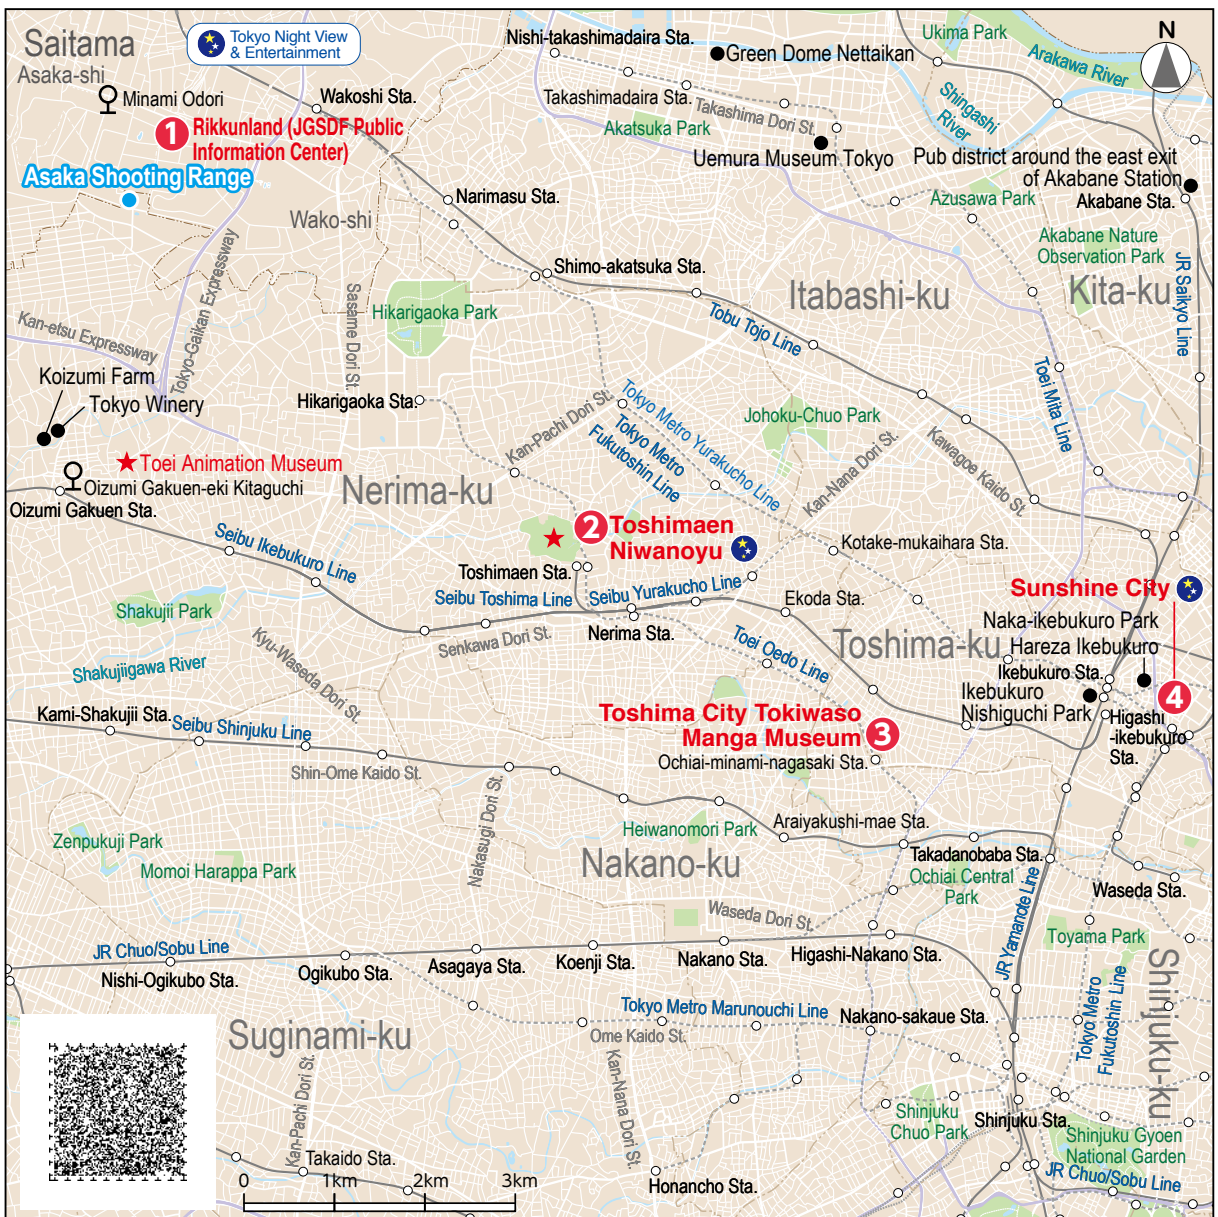 Saitama
Asaka-shi
Tokyo Night View
& Entertainment
Nishi-takashimadaira Sta.
Green Dome Nettaikan
Ukima Park
Arakawa River
N
Minami Odori
Wakoshi Sta.
Takashimadaira Sta.
Takashima Dori St.
Shingashi
River
1
Rikkunland (JGSDF Public
Information Center)
Akatsuka Park
Uemura Museum Tokyo
Pub district around the east exit
of Akabane Station
Asaka Shooting Range
Narimasu Sta.
Azusawa Park
Akabane Sta.
Wako-shi
Akabane Nature
Observation Park
Shimo-akatsuka Sta.
Itabashi-ku
Kita-ku
JR Saikyo Line
Tokyo-Gaikan Expressway
Sasame Dori St.
Hikarigaoka Park
Kan-etsu Expressway
Tobu Tojo Line
Toei Mita Line
Koizumi Farm
Tokyo Winery
Hikarigaoka Sta.
Kan-Pachi Dori St.
Tokyo Metro Yurakucho Line
Tokyo Metro
Fukutoshin Line
Johoku-Chuo Park
Kan-Nana Dori St.
Kawagoe Kaido St.
Toei Animation Museum
Oizumi Gakuen-eki Kitaguchi
Oizumi Gakuen Sta.
Nerima-ku
Seibu Ikebukuro Line
2
Toshimaen
Niwanoyu
Kotake-mukaihara Sta.
Toshimaen Sta.
Seibu Toshima Line
Seibu Yurakucho Line
Ekoda Sta.
Sunshine City
Shakujii Park
Kyu-Waseda Dori St.
Senkawa Dori St.
Nerima Sta.
Toei Oedo Line
Toshima-ku
Naka-ikebukuro Park
Hareza Ikebukuro
Ikebukuro Sta.
Shakujiigawa River
Ikebukuro
Nishiguchi Park
4
Kami-Shakujii Sta.
Seibu Shinjuku Line
Toshima City Tokiwaso
Manga Museum
3
Higashi
-ikebukuro
Sta.
Shin-Ome Kaido St.
Ochiai-minami-nagasaki Sta.
Nakasugi Dori St.
Zenpukuji Park
Momoi Harappa Park
Heiwanomori Park
Araiyakushi-mae Sta.
Nakano-ku
Takadanobaba Sta.
Ochiai Central
Park
Waseda Sta.
Waseda Dori St.
JR Yamanote Line
Toyama Park
JR Chuo/Sobu Line
Nishi-Ogikubo Sta.
Ogikubo Sta.
Asagaya Sta.
Koenji Sta.
Nakano Sta.
Higashi-Nakano Sta.
Shinjuku-ku
Tokyo Metro
Fukutoshin Line
Suginami-ku
Tokyo Metro Marunouchi Line
Nakano-sakaue Sta.
Ome Kaido St.
Kan-Pachi Dori St.
Kan-Nana Dori St.
Shinjuku
Chuo Park
Shinjuku Sta.
Shinjuku Gyoen
National Garden
Takaido Sta.
Honancho Sta.
JR Chuo/Sobu Line
0
1km
2km
3km